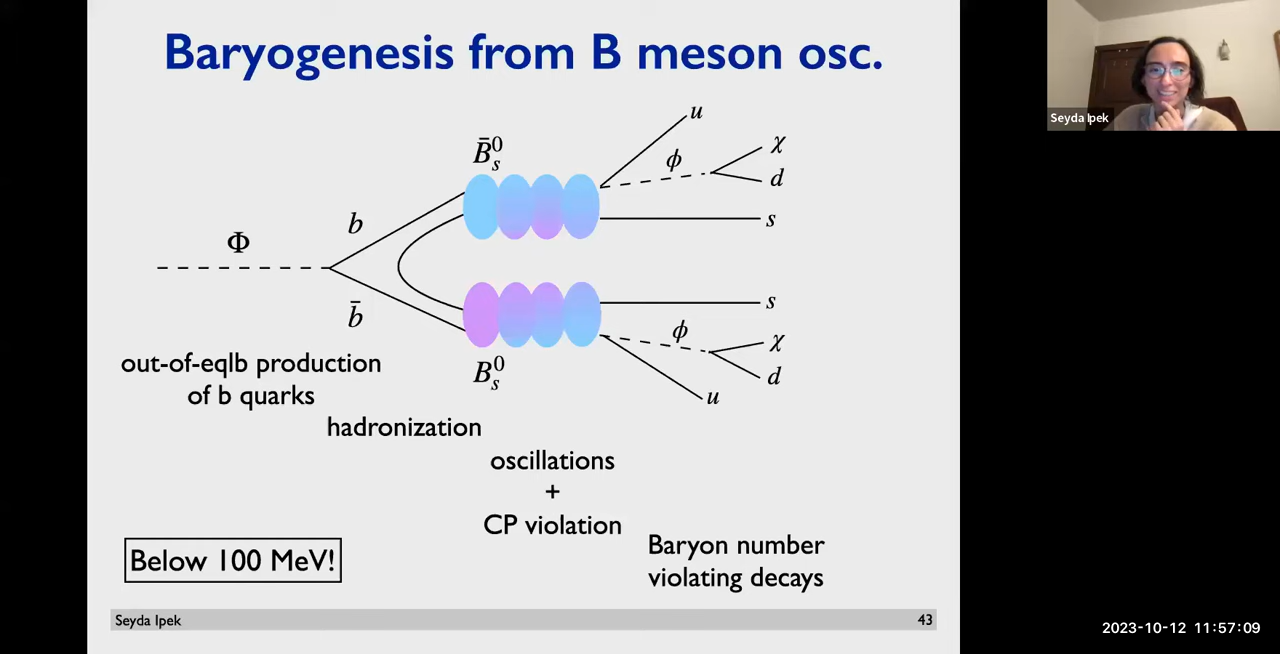 Baryogenesis from B meson osc.
Seyda Ipek
u
B̄⁰ₛ
ϕ
χ
d
b
s
Φ
b̄
s
ϕ
χ
B⁰ₛ
d
u
out-of-eqlb production
of b quarks
hadronization
oscillations
+
CP violation
Baryon number
violating decays
Below 100 MeV!
Seyda Ipek
43
2023-10-12 11:57:09